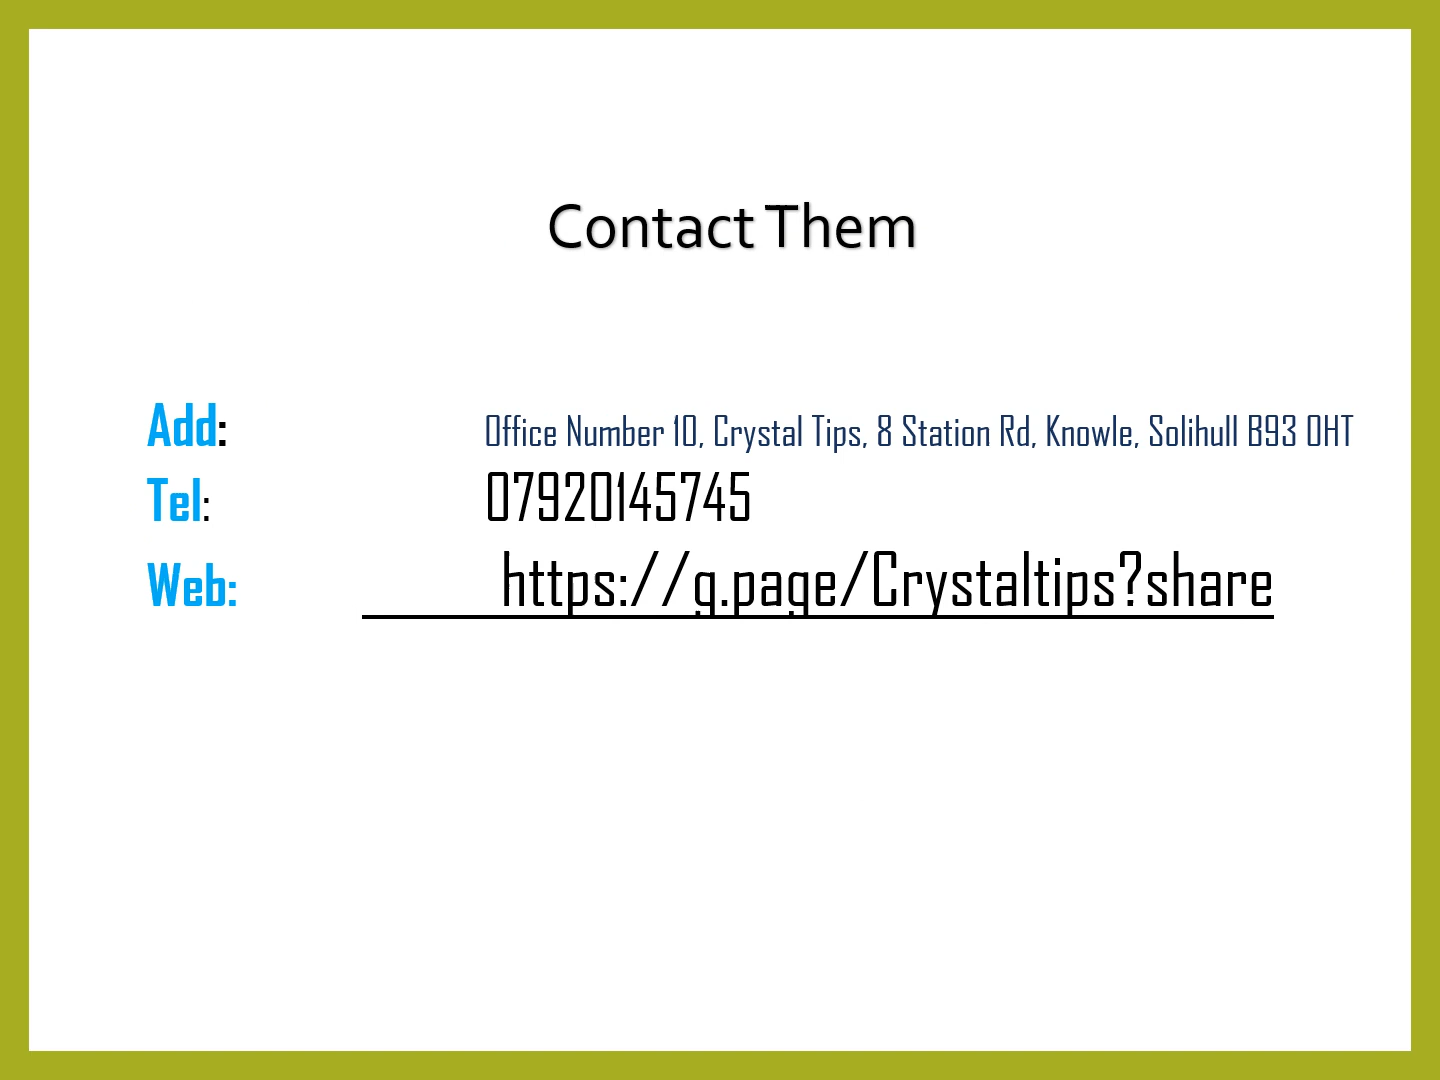 Contact Them
Add: Office Number 10, Crystal Tips, 8 Station Rd, Knowle, Solihull B93 0HT
Tel: 07920145745
Web: https://g.page/Crystaltips?share